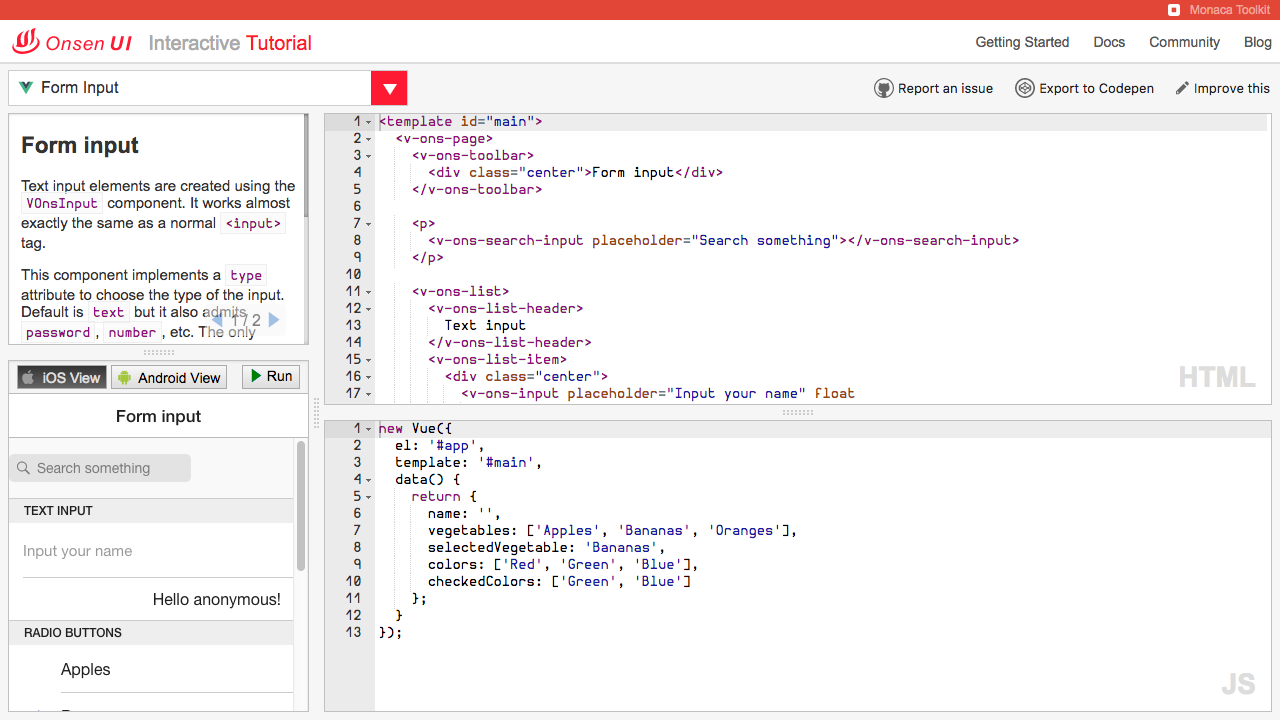 Monaca Toolkit
Onsen UI Interactive Tutorial
Getting Started Docs Community Blog
Form Input
Report an issue Export to Codepen Improve this
Form input
Text input elements are created using the
VOnsInput component. It works almost
exactly the same as a normal <input>
tag.
This component implements a type
attribute to choose the type of the input.
Default is text but it also admits
password , number , etc. The only
1 / 2
iOS View Android View Run
Form input
Search something
TEXT INPUT
Input your name
Hello anonymous!
RADIO BUTTONS
Apples
1 <template id="main">
2 <v-ons-page>
3 <v-ons-toolbar>
4 <div class="center">Form input</div>
5 </v-ons-toolbar>
6
7 <p>
8 <v-ons-search-input placeholder="Search something"></v-ons-search-input>
9 </p>
10
11 <v-ons-list>
12 <v-ons-list-header>
13 Text input
14 </v-ons-list-header>
15 <v-ons-list-item>
16 <div class="center">
17 <v-ons-input placeholder="Input your name" float
HTML
1 new Vue({
2 el: '#app',
3 template: '#main',
4 data() {
5 return {
6 name: '',
7 vegetables: ['Apples', 'Bananas', 'Oranges'],
8 selectedVegetable: 'Bananas',
9 colors: ['Red', 'Green', 'Blue'],
10 checkedColors: ['Green', 'Blue']
11 };
12 }
13 });
JS